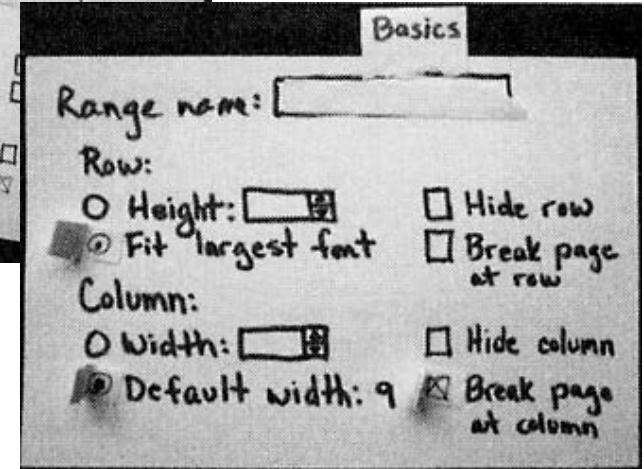 Basics
Range name:
Row:
Height:
Hide row
Fit largest font
Break page
at row
Column:
Width:
Hide column
Default width: 9
Break page
at column